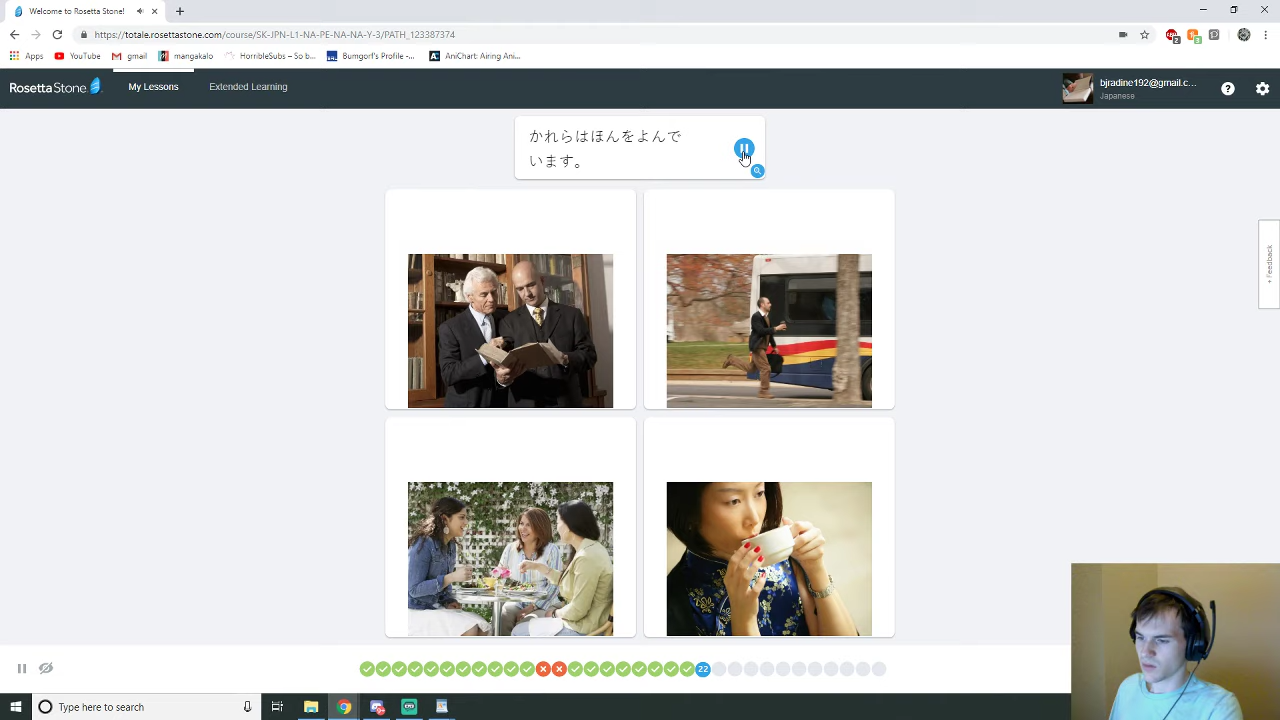 Welcome to Rosetta Stone!
https://totale.rosettastone.com/course/SK-JPN-L1-NA-PE-NA-NA-Y-3/PATH_123387374
Apps YouTube gmail mangakalo HorribleSubs – So b... Bumgorf's Profile -... AniChart: Airing Ani...
RosettaStone My Lessons Extended Learning
bjradine192@gmail.c...
Japanese
かれらはほんをよんで
います。
+Feedback
22
Type here to search